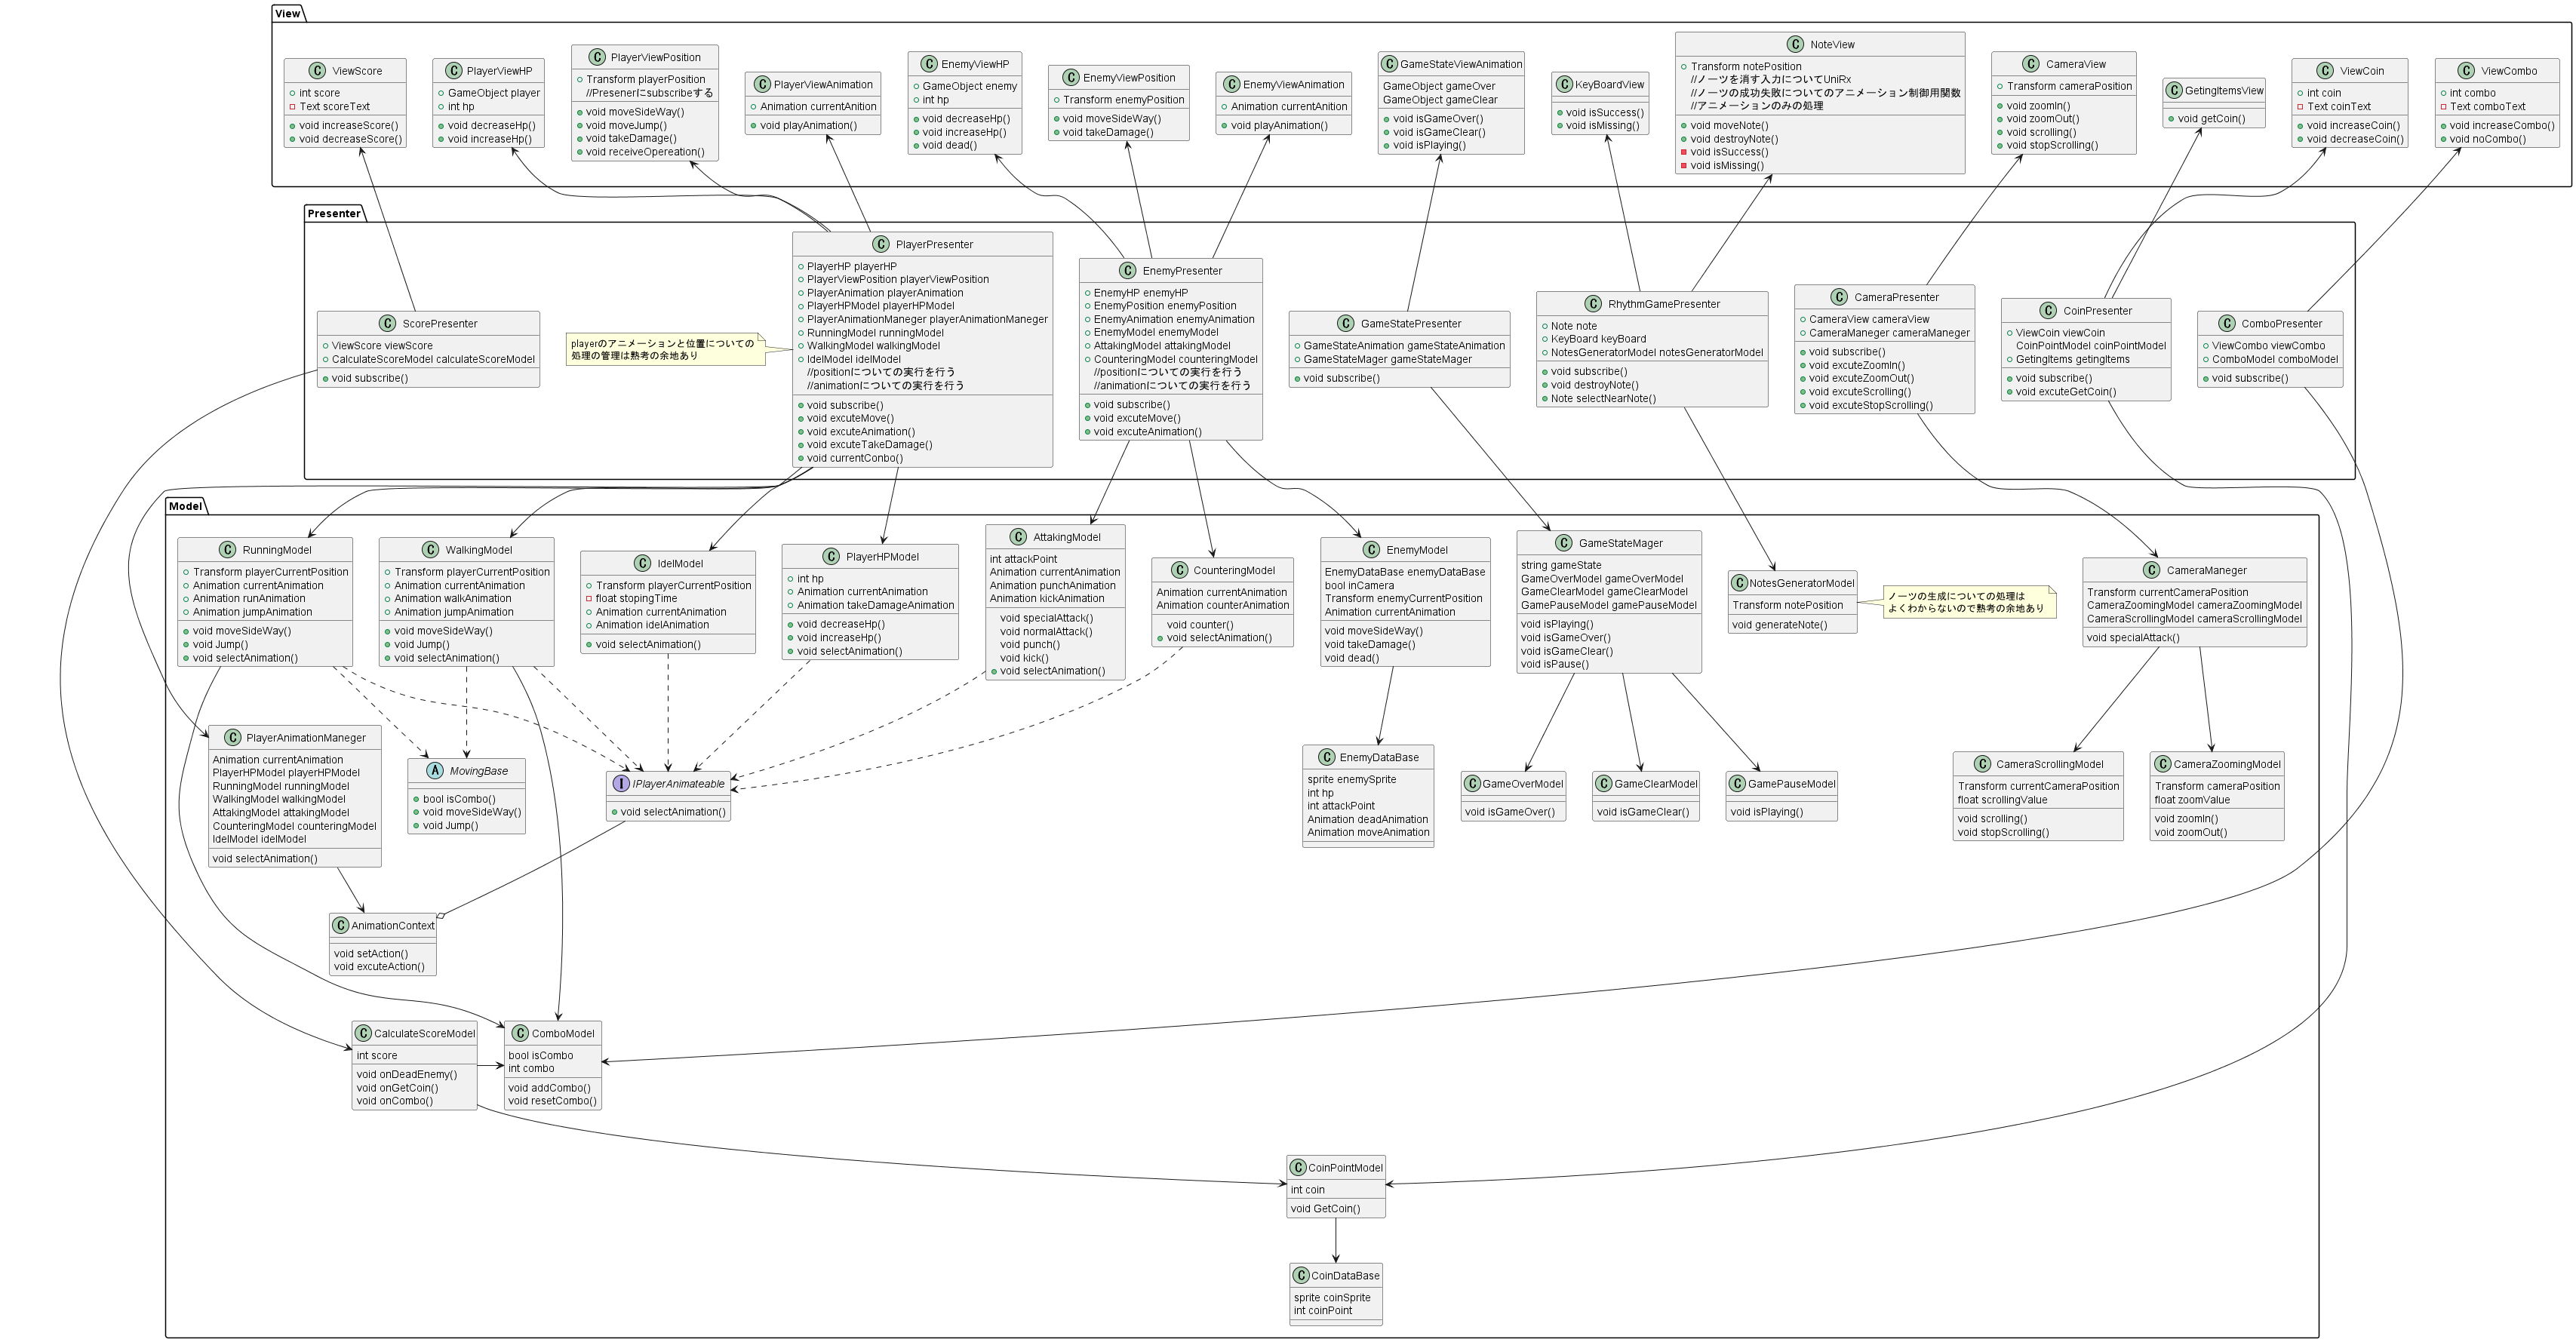 View
ViewScore
int score
Text scoreText
void increaseScore()
void decreaseScore()
PlayerViewHP
GameObject player
int hp
void decreaseHp()
void increaseHp()
PlayerViewPosition
Transform playerPosition
//Presenerにsubscribeする
void moveSideWay()
void moveJump()
void takeDamage()
void receiveOpereation()
PlayerViewAnimation
Animation currentAnition
void playAnimation()
EnemyViewHP
GameObject enemy
int hp
void decreaseHp()
void increaseHp()
void dead()
EnemyViewPosition
Transform enemyPosition
void moveSideWay()
void takeDamage()
EnemyViewAnimation
Animation currentAnition
void playAnimation()
GameStateViewAnimation
GameObject gameOver
GameObject gameClear
void isGameOver()
void isGameClear()
void isPlaying()
KeyBoardView
void isSuccess()
void isMissing()
NoteView
Transform notePosition
//ノーツを消す入力についてUniRx
//ノーツの成功失敗についてのアニメーション制御用関数
//アニメーションのみの処理
void moveNote()
void destroyNote()
void isSuccess()
void isMissing()
CameraView
Transform cameraPosition
void zoomIn()
void zoomOut()
void scrolling()
void stopScrolling()
GetingItemsView
void getCoin()
ViewCoin
int coin
Text coinText
void increaseCoin()
void decreaseCoin()
ViewCombo
int combo
Text comboText
void increaseCombo()
void noCombo()
Presenter
ScorePresenter
ViewScore viewScore
CalculateScoreModel calculateScoreModel
void subscribe()
playerのアニメーションと位置についての
処理の管理は熟考の余地あり
PlayerPresenter
PlayerHP playerHP
PlayerViewPosition playerViewPosition
PlayerAnimation playerAnimation
PlayerHPModel playerHPModel
PlayerAnimationManeger playerAnimationManeger
RunningModel runningModel
WalkingModel walkingModel
IdelModel idelModel
//positionについての実行を行う
//animationについての実行を行う
void subscribe()
void excuteMove()
void excuteAnimation()
void excuteTakeDamage()
void currentConbo()
EnemyPresenter
EnemyHP enemyHP
EnemyPosition enemyPosition
EnemyAnimation enemyAnimation
EnemyModel enemyModel
AttakingModel attakingModel
CounteringModel counteringModel
//positionについての実行を行う
//animationについての実行を行う
void subscribe()
void excuteMove()
void excuteAnimation()
GameStatePresenter
GameStateAnimation gameStateAnimation
GameStateMager gameStateMager
void subscribe()
RhythmGamePresenter
Note note
KeyBoard keyBoard
NotesGeneratorModel notesGeneratorModel
void subscribe()
void destroyNote()
Note selectNearNote()
CameraPresenter
CameraView cameraView
CameraManeger cameraManeger
void subscribe()
void excuteZoomIn()
void excuteZoomOut()
void excuteScrolling()
void excuteStopScrolling()
CoinPresenter
ViewCoin viewCoin
CoinPointModel coinPointModel
GetingItems getingItems
void subscribe()
void excuteGetCoin()
ComboPresenter
ViewCombo viewCombo
ComboModel comboModel
void subscribe()
Model
RunningModel
Transform playerCurrentPosition
Animation currentAnimation
Animation runAnimation
Animation jumpAnimation
void moveSideWay()
void Jump()
void selectAnimation()
WalkingModel
Transform playerCurrentPosition
Animation currentAnimation
Animation walkAnimation
Animation jumpAnimation
void moveSideWay()
void Jump()
void selectAnimation()
IdelModel
Transform playerCurrentPosition
float stopingTime
Animation currentAnimation
Animation idelAnimation
void selectAnimation()
PlayerHPModel
int hp
Animation currentAnimation
Animation takeDamageAnimation
void decreaseHp()
void increaseHp()
void selectAnimation()
AttakingModel
int attackPoint
Animation currentAnimation
Animation punchAnimation
Animation kickAnimation
void specialAttack()
void normalAttack()
void punch()
void kick()
void selectAnimation()
CounteringModel
Animation currentAnimation
Animation counterAnimation
void counter()
void selectAnimation()
EnemyModel
EnemyDataBase enemyDataBase
bool inCamera
Transform enemyCurrentPosition
Animation currentAnimation
void moveSideWay()
void takeDamage()
void dead()
GameStateMager
string gameState
GameOverModel gameOverModel
GameClearModel gameClearModel
GamePauseModel gamePauseModel
void isPlaying()
void isGameOver()
void isGameClear()
void isPause()
NotesGeneratorModel
Transform notePosition
void generateNote()
ノーツの生成についての処理は
よくわからないので熟考の余地あり
CameraManeger
Transform currentCameraPosition
CameraZoomingModel cameraZoomingModel
CameraScrollingModel cameraScrollingModel
void specialAttack()
PlayerAnimationManeger
Animation currentAnimation
PlayerHPModel playerHPModel
RunningModel runningModel
WalkingModel walkingModel
AttakingModel attakingModel
CounteringModel counteringModel
IdelModel idelModel
void selectAnimation()
MovingBase
bool isCombo()
void moveSideWay()
void Jump()
IPlayerAnimateable
void selectAnimation()
EnemyDataBase
sprite enemySprite
int hp
int attackPoint
Animation deadAnimation
Animation moveAnimation
GameOverModel
void isGameOver()
GameClearModel
void isGameClear()
GamePauseModel
void isPlaying()
CameraScrollingModel
Transform currentCameraPosition
float scrollingValue
void scrolling()
void stopScrolling()
CameraZoomingModel
Transform cameraPosition
float zoomValue
void zoomIn()
void zoomOut()
AnimationContext
void setAction()
void excuteAction()
CalculateScoreModel
int score
void onDeadEnemy()
void onGetCoin()
void onCombo()
ComboModel
bool isCombo
int combo
void addCombo()
void resetCombo()
CoinPointModel
int coin
void GetCoin()
CoinDataBase
sprite coinSprite
int coinPoint